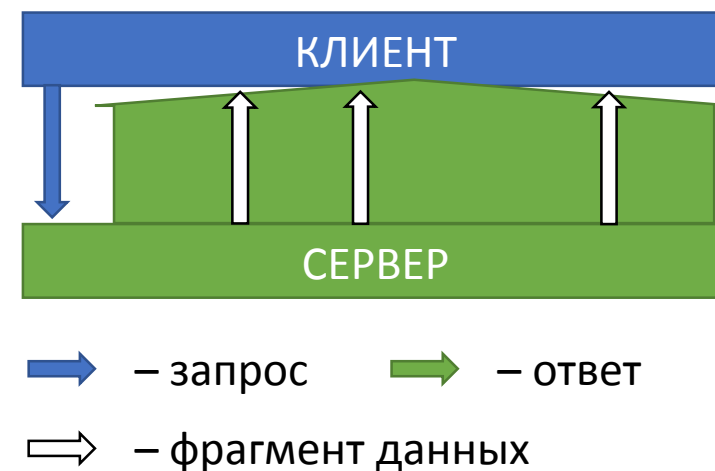 КЛИЕНТ
СЕРВЕР
– запрос – ответ
– фрагмент данных